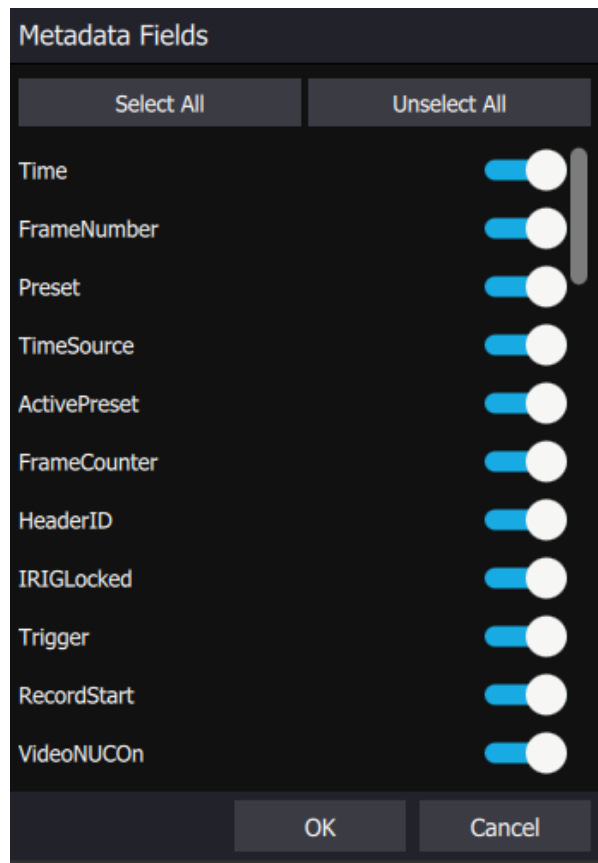 Metadata Fields
Select All Unselect All
Time
FrameNumber
Preset
TimeSource
ActivePreset
FrameCounter
HeaderID
IRIGLocked
Trigger
RecordStart
VideoNUCOn
OK Cancel